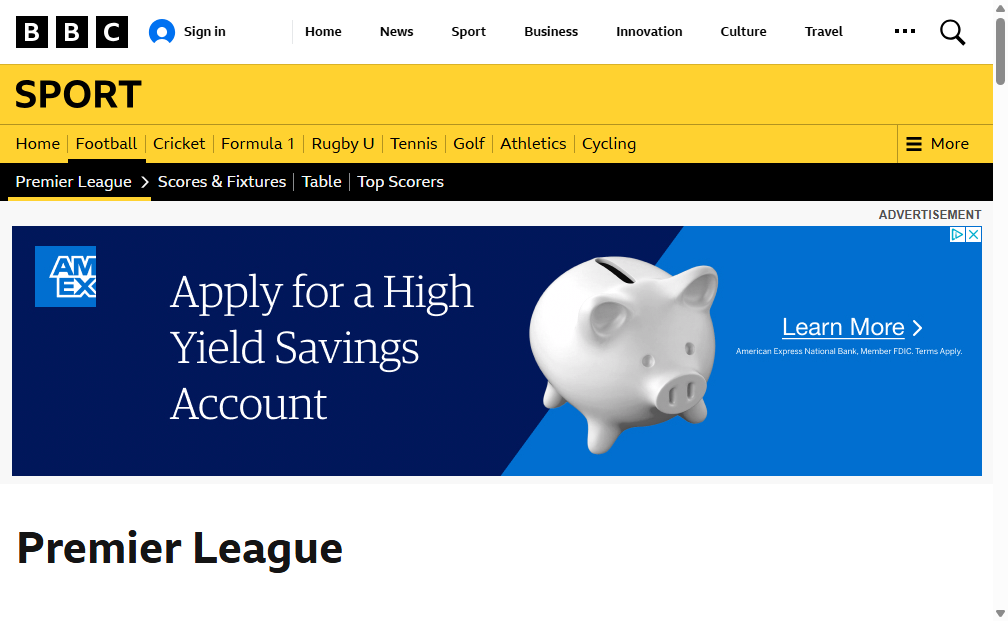 BBC Sign in Home News Sport Business Innovation Culture Travel
SPORT
Home Football Cricket Formula 1 Rugby U Tennis Golf Athletics Cycling More
Premier League Scores & Fixtures Table Top Scorers
ADVERTISEMENT
AM
EX
Apply for a High
Yield Savings
Account
Learn More
American Express National Bank, Member FDIC. Terms Apply.
Premier League